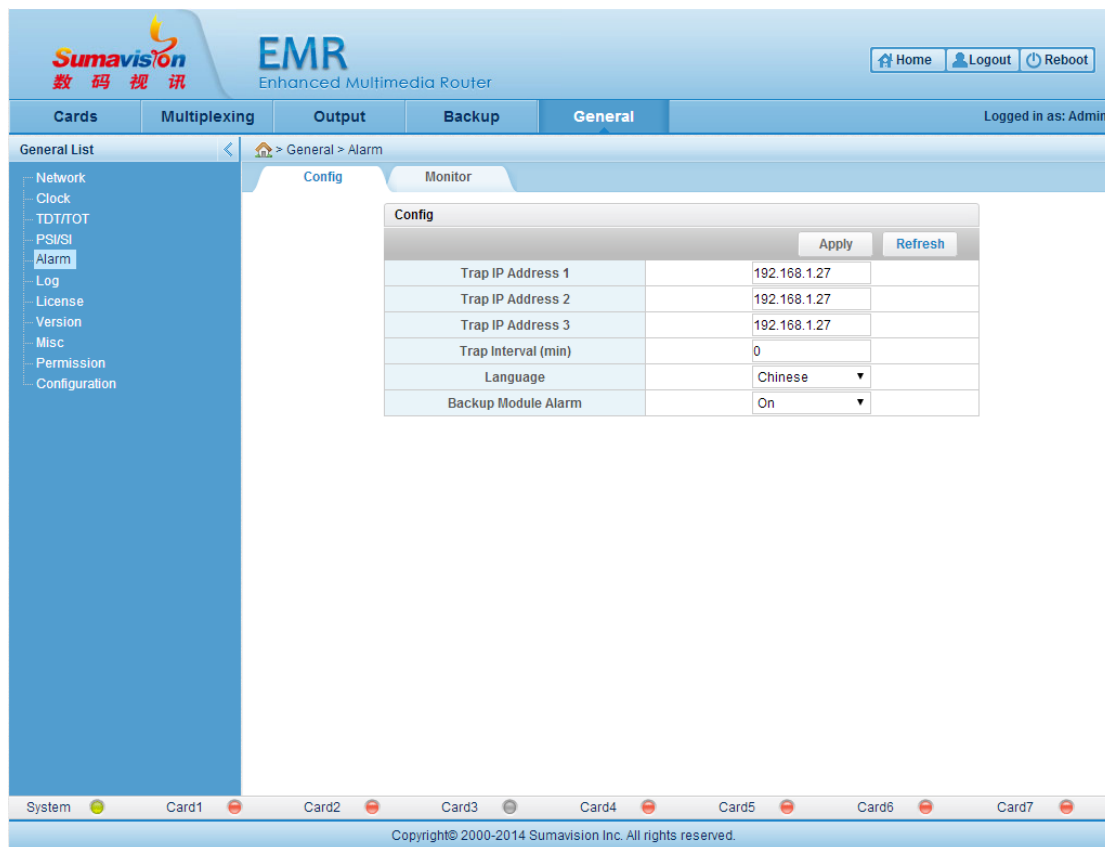 Sumavision
数码视讯
EMR
Enhanced Multimedia Router
Home Logout Reboot
Cards Multiplexing Output Backup General Logged in as: Admin
General List
> General > Alarm
Network
Clock
TDT/TOT
PSI/SI
Alarm
Log
License
Version
Misc
Permission
Configuration
Config Monitor
Config
Apply Refresh
Trap IP Address 1 192.168.1.27
Trap IP Address 2 192.168.1.27
Trap IP Address 3 192.168.1.27
Trap Interval (min) 0
Language Chinese
Backup Module Alarm On
System Card1 Card2 Card3 Card4 Card5 Card6 Card7
Copyright© 2000-2014 Sumavision Inc. All rights reserved.